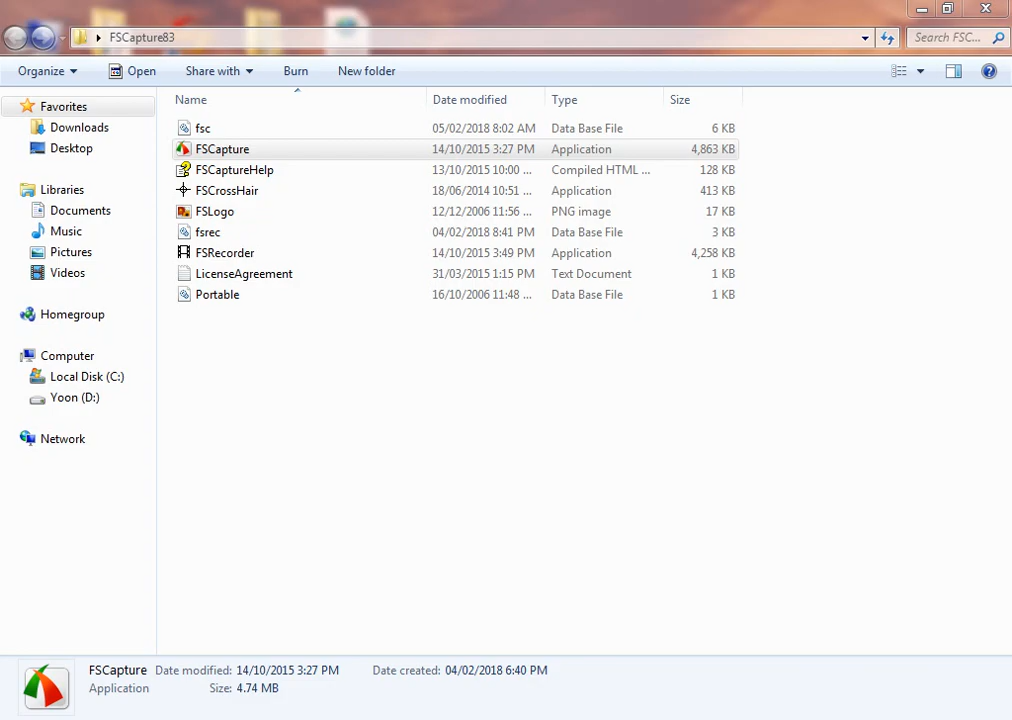 FSCapture83
Search FSC...
Organize Open Share with Burn New folder
Name Date modified Type Size
Favorites
Downloads
Desktop
Libraries
Documents
Music
Pictures
Videos
Homegroup
Computer
Local Disk (C:)
Yoon (D:)
Network
fsc 05/02/2018 8:02 AM Data Base File 6 KB
FSCapture 14/10/2015 3:27 PM Application 4,863 KB
FSCaptureHelp 13/10/2015 10:00 ... Compiled HTML ... 128 KB
FSCrossHair 18/06/2014 10:51 ... Application 413 KB
FSLogo 12/12/2006 11:56 ... PNG image 17 KB
fsrec 04/02/2018 8:41 PM Data Base File 3 KB
FSRecorder 14/10/2015 3:49 PM Application 4,258 KB
LicenseAgreement 31/03/2015 1:15 PM Text Document 1 KB
Portable 16/10/2006 11:48 ... Data Base File 1 KB
FSCapture Date modified: 14/10/2015 3:27 PM Date created: 04/02/2018 6:40 PM
Application Size: 4.74 MB